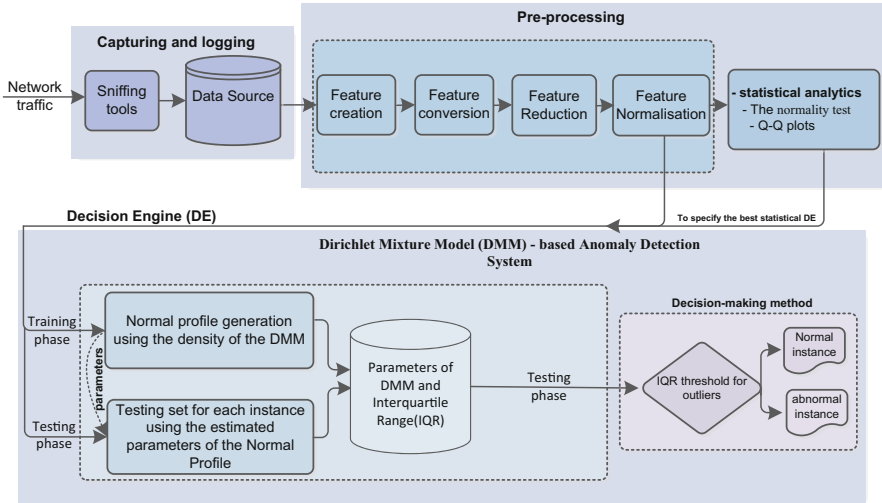 Pre-processing
Capturing and logging
Network
traffic
Sniffing
tools
Data Source
Feature
creation
Feature
conversion
Feature
Reduction
Feature
Normalisation
- statistical analytics
- The normality test
- Q-Q plots
Decision Engine (DE)
To specify the best statistical DE
Dirichlet Mixture Model (DMM) - based Anomaly Detection
System
Training
phase
Normal profile generation
using the density of the DMM
parameters
Testing
phase
Testing set for each instance
using the estimated
parameters of the Normal
Profile
Parameters of
DMM and
Interquartile
Range(IQR)
Testing
phase
Decision-making method
IQR threshold for
outliers
Normal
instance
abnormal
instance